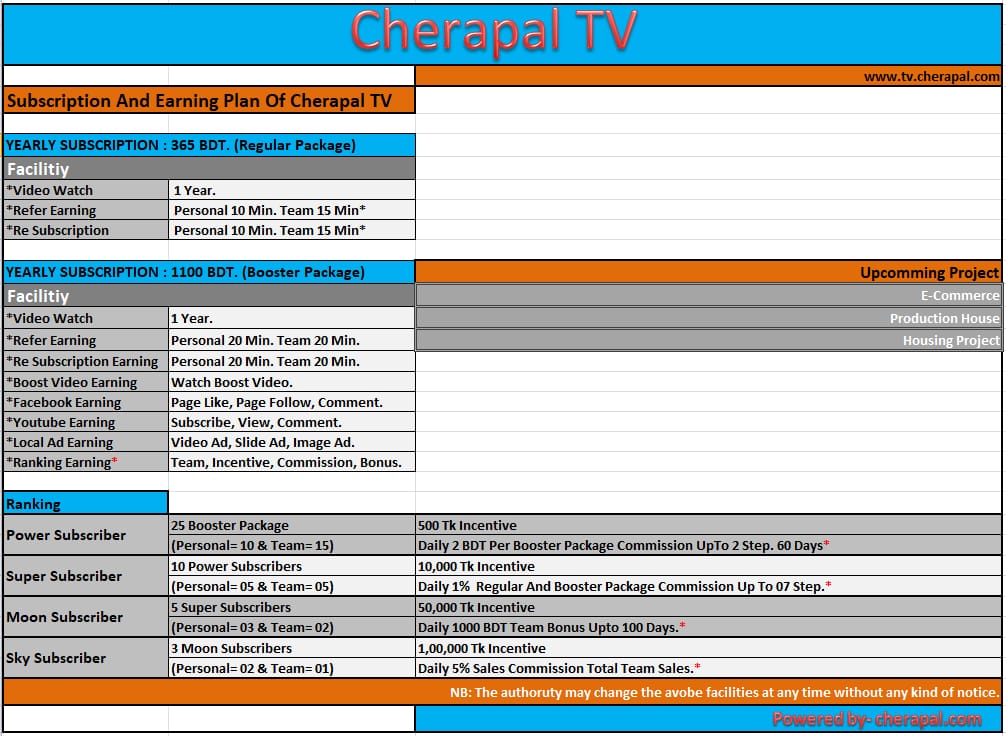 Cherapal TV
www.tv.cherapal.com
Subscription And Earning Plan Of Cherapal TV
YEARLY SUBSCRIPTION : 365 BDT. (Regular Package)
Facilitiy
*Video Watch 1 Year.
*Refer Earning Personal 10 Min. Team 15 Min*
*Re Subscription Personal 10 Min. Team 15 Min*
YEARLY SUBSCRIPTION : 1100 BDT. (Booster Package) Upcomming Project
Facilitiy E-Commerce
*Video Watch 1 Year. Production House
*Refer Earning Personal 20 Min. Team 20 Min. Housing Project
*Re Subscription Earning Personal 20 Min. Team 20 Min.
*Boost Video Earning Watch Boost Video.
*Facebook Earning Page Like, Page Follow, Comment.
*Youtube Earning Subscribe, View, Comment.
*Local Ad Earning Video Ad, Slide Ad, Image Ad.
*Ranking Earning* Team, Incentive, Commission, Bonus.
Ranking
Power Subscriber
25 Booster Package 500 Tk Incentive
(Personal= 10 & Team= 15) Daily 2 BDT Per Booster Package Commission UpTo 2 Step. 60 Days*
Super Subscriber
10 Power Subscribers 10,000 Tk Incentive
(Personal= 05 & Team= 05) Daily 1% Regular And Booster Package Commission Up To 07 Step.*
Moon Subscriber
5 Super Subscribers 50,000 Tk Incentive
(Personal= 03 & Team= 02) Daily 1000 BDT Team Bonus Upto 100 Days.*
Sky Subscriber
3 Moon Subscribers 1,00,000 Tk Incentive
(Personal= 02 & Team= 01) Daily 5% Sales Commission Total Team Sales.*
NB: The authoruty may change the avobe facilities at any time without any kind of notice.
Powered by- cherapal.com